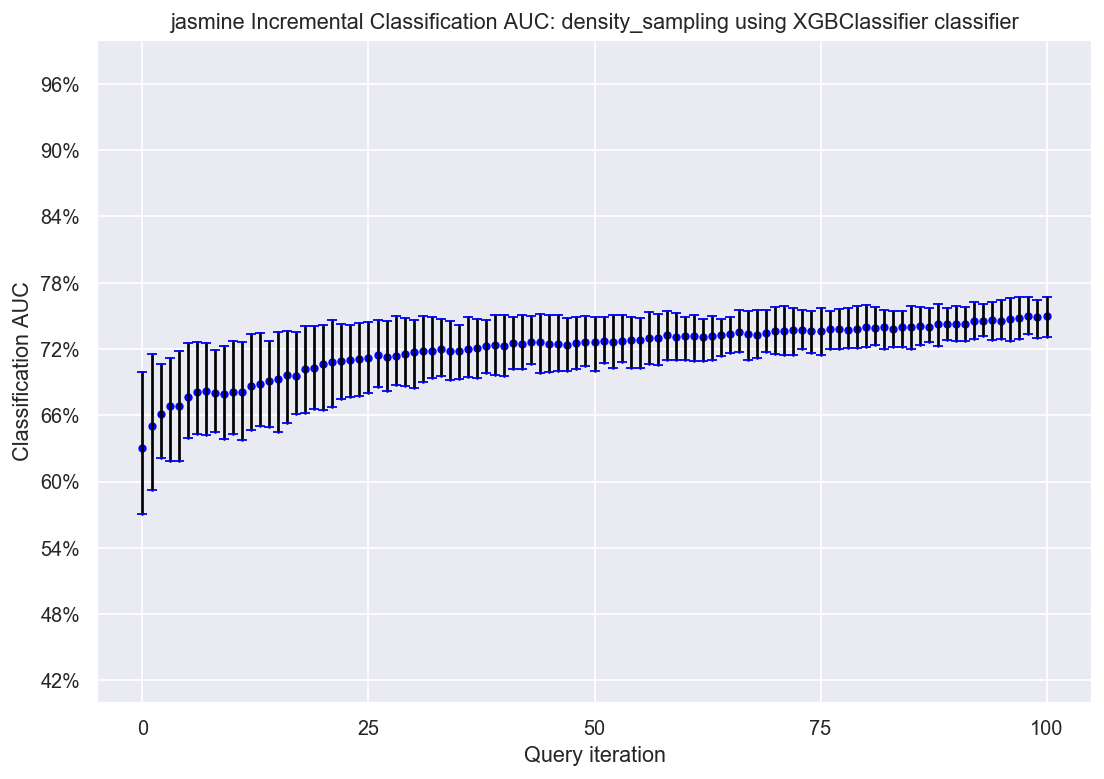 jasmine Incremental Classification AUC: density_sampling using XGBClassifier classifier
96%
90%
84%
78%
72%
66%
60%
54%
48%
42%
Classification AUC
0 25 50 75 100
Query iteration